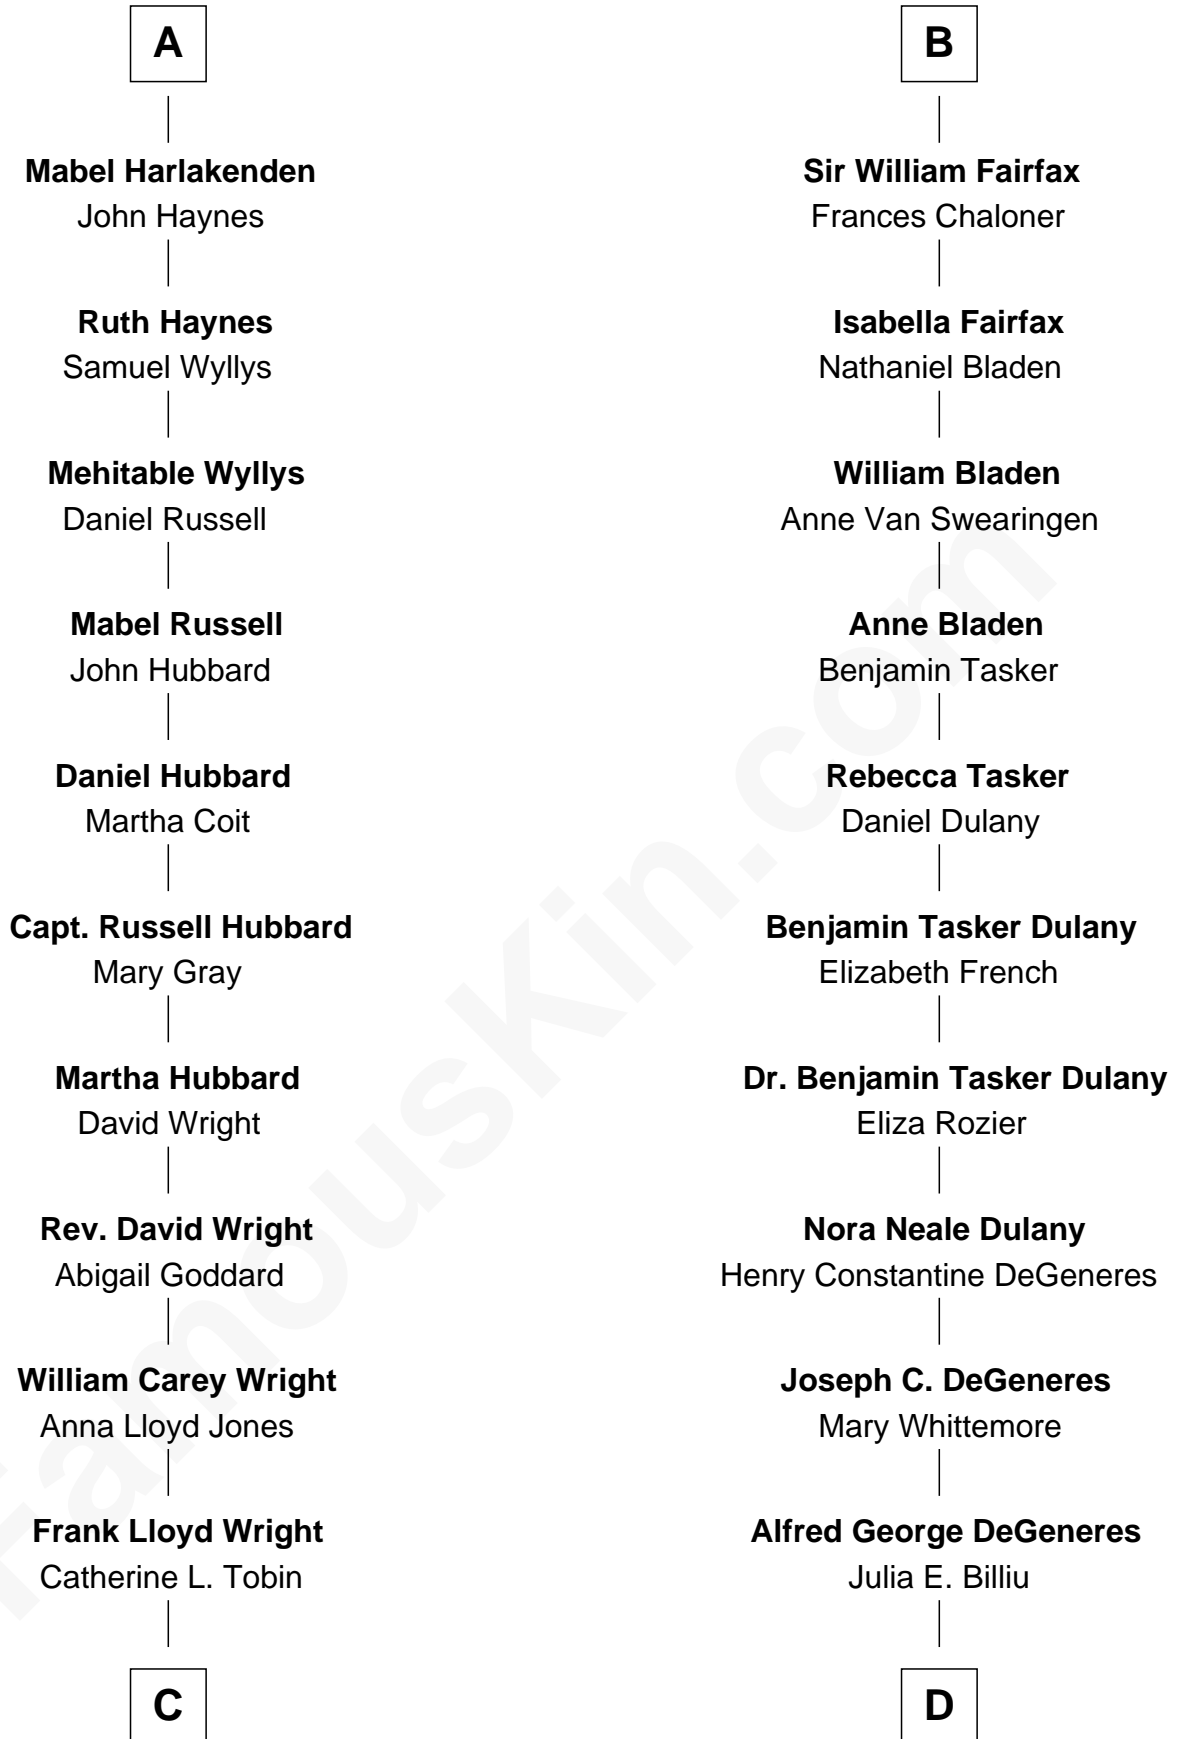 A
Mabel Harlakenden
John Haynes
Ruth Haynes
Samuel Wyllys
Mehitable Wyllys
Daniel Russell
Mabel Russell
John Hubbard
Daniel Hubbard
Martha Coit
Capt. Russell Hubbard
Mary Gray
Martha Hubbard
David Wright
Rev. David Wright
Abigail Goddard
William Carey Wright
Anna Lloyd Jones
Frank Lloyd Wright
Catherine L. Tobin
C
B
Sir William Fairfax
Frances Chaloner
Isabella Fairfax
Nathaniel Bladen
William Bladen
Anne Van Swearingen
Anne Bladen
Benjamin Tasker
Rebecca Tasker
Daniel Dulany
Benjamin Tasker Dulany
Elizabeth French
Dr. Benjamin Tasker Dulany
Eliza Rozier
Nora Neale Dulany
Henry Constantine DeGeneres
Joseph C. DeGeneres
Mary Whittemore
Alfred George DeGeneres
Julia E. Billiu
D
FamousKin.com